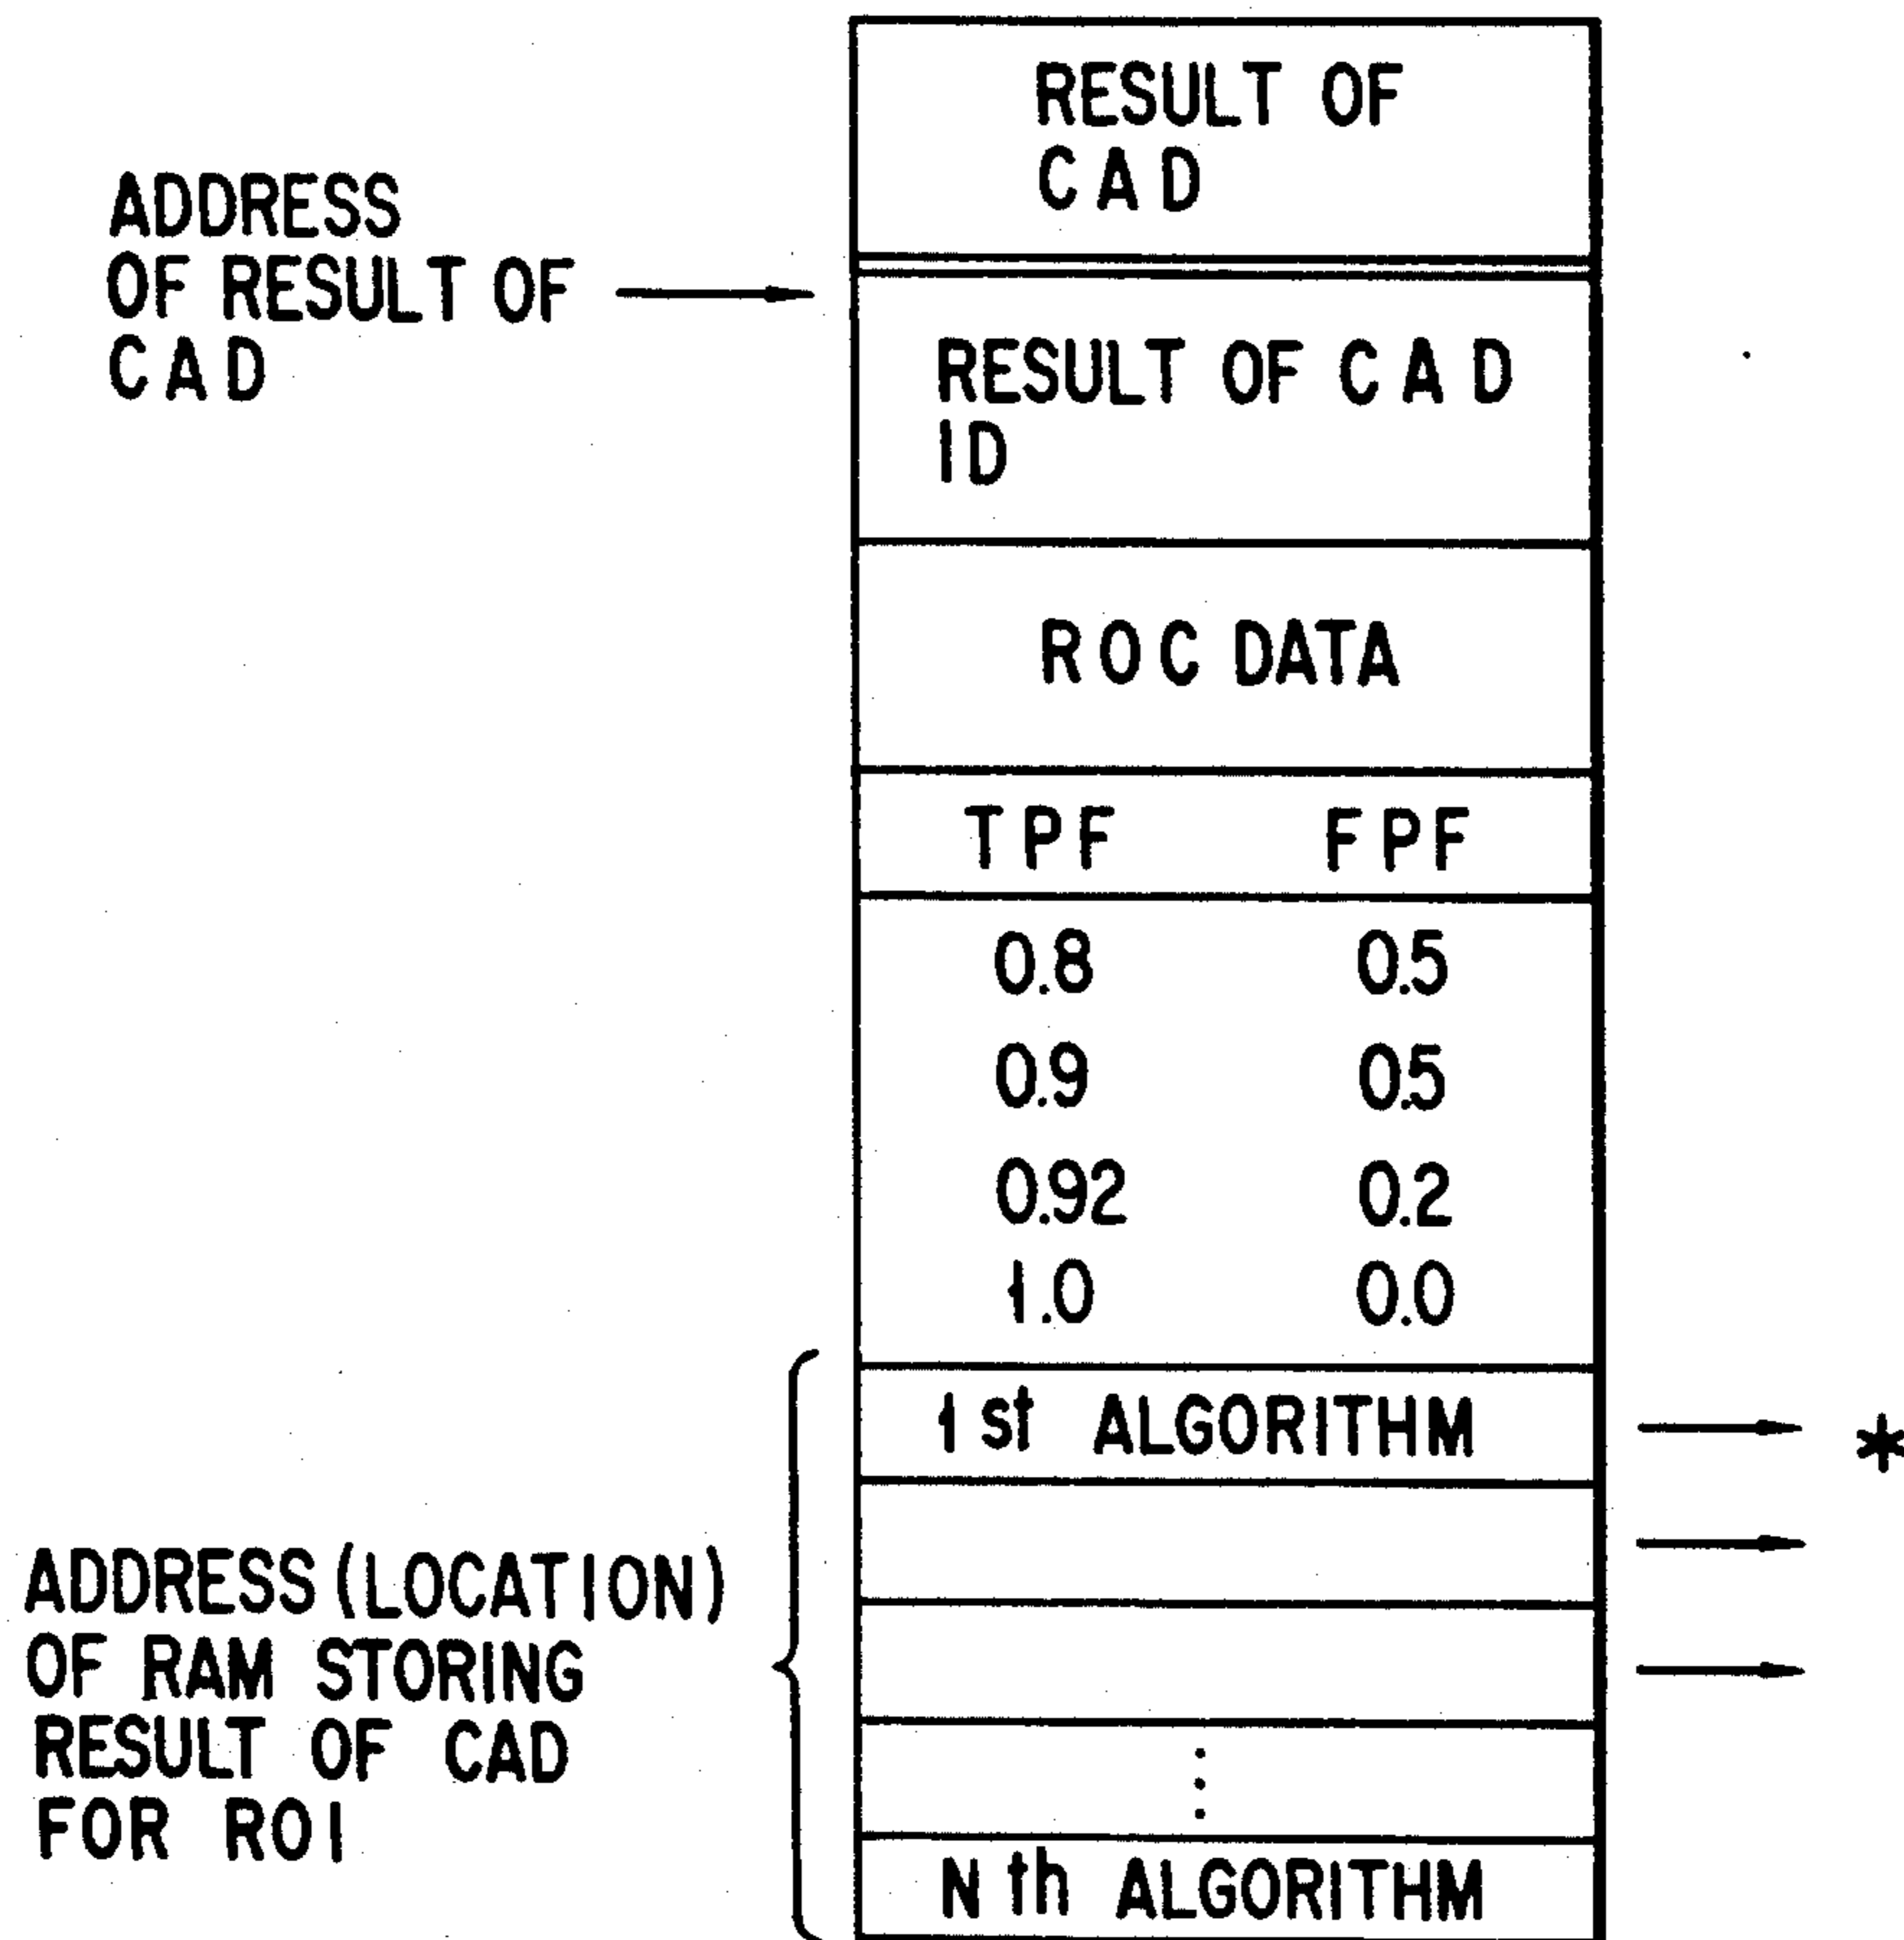 RESULT OF
CAD
ADDRESS
OF RESULT OF
CAD
RESULT OF CAD
ID
ROC DATA
TPF FPF
0.8 0.5
0.9 0.5
0.92 0.2
1.0 0.0
1st ALGORITHM *
ADDRESS (LOCATION)
OF RAM STORING
RESULT OF CAD
FOR ROI
⋮
Nth ALGORITHM